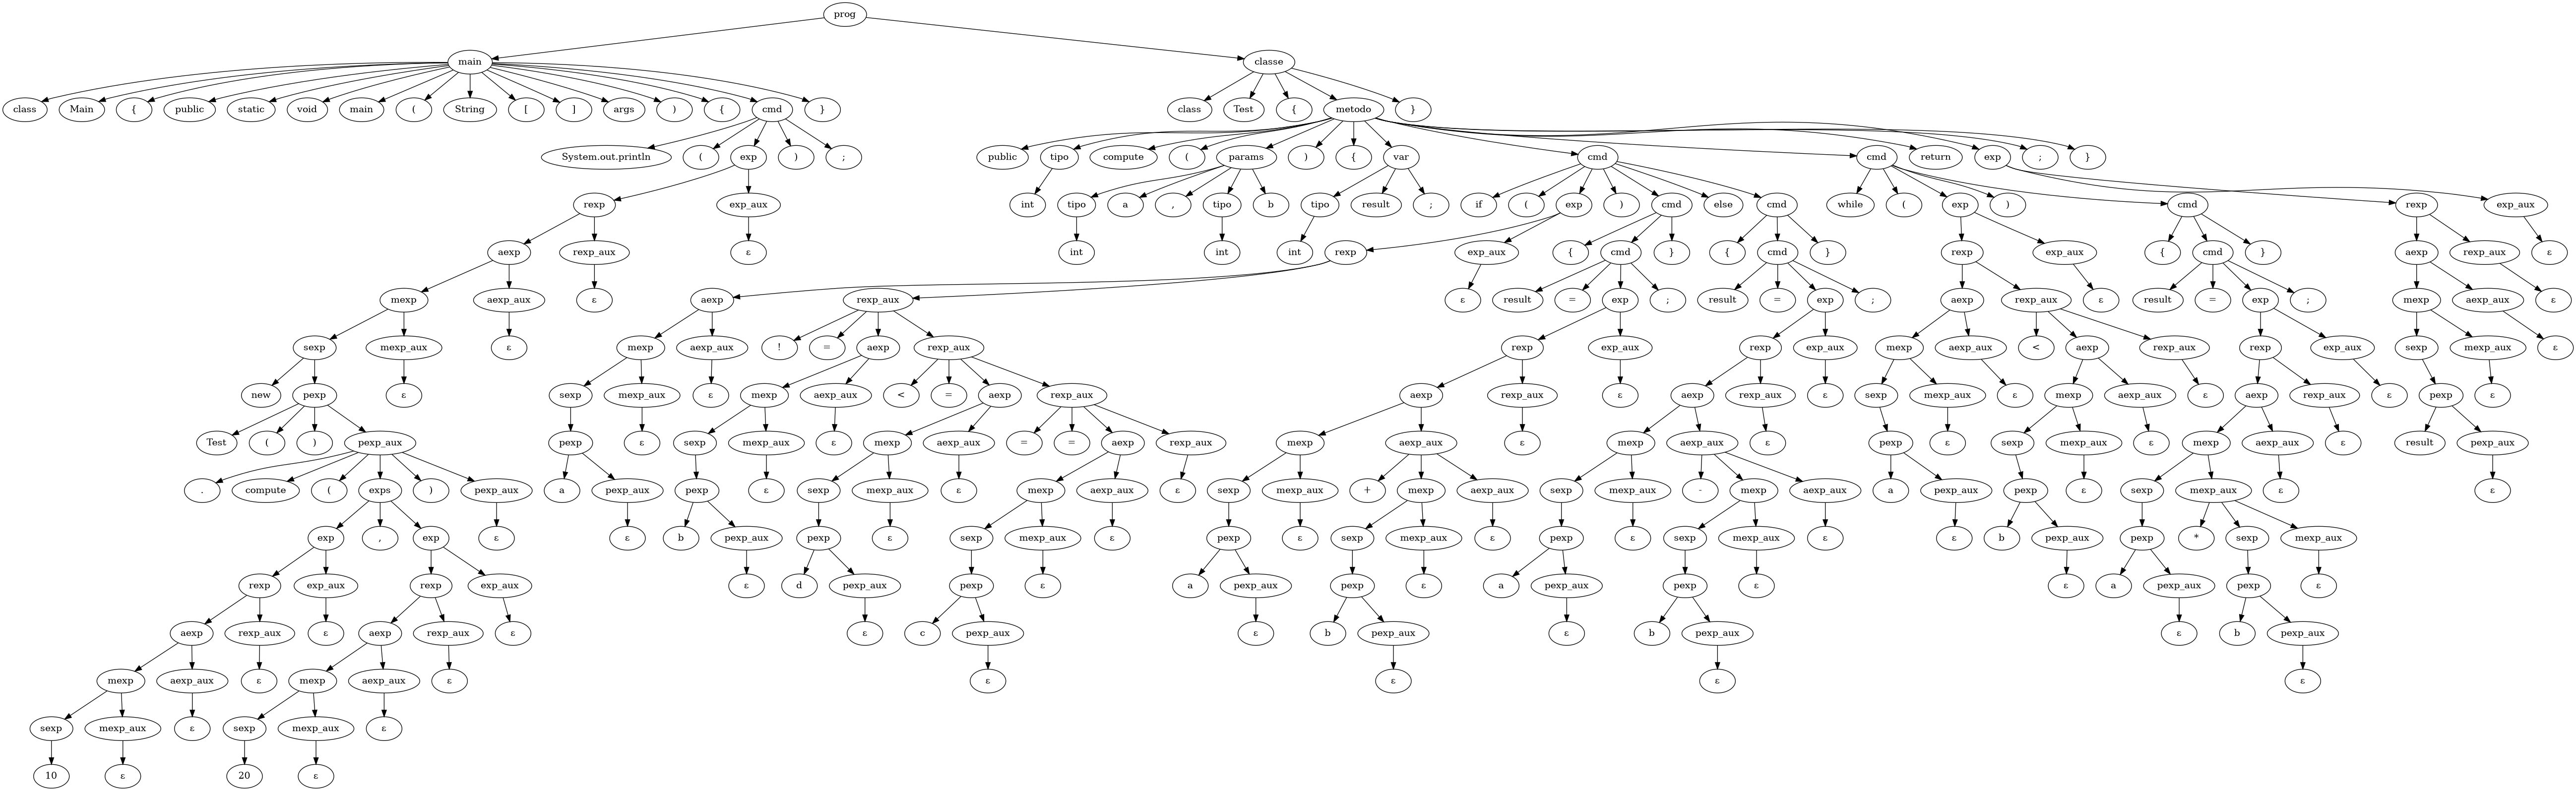 prog
main classe
class Main { public static void main ( String [ ] args ) { cmd } class Test { metodo }
System.out.println ( exp ) ; public tipo compute ( params ) { var cmd cmd return exp ; }
rexp exp_aux int tipo a , tipo b tipo result ; if ( exp ) cmd else cmd while ( exp ) cmd rexp exp_aux
aexp rexp_aux ε int int int rexp exp_aux { cmd } { cmd } rexp exp_aux { cmd } aexp rexp_aux ε
mexp aexp_aux ε aexp rexp_aux ε result = exp ; result = exp ; aexp rexp_aux ε result = exp ; mexp aexp_aux ε
sexp mexp_aux ε mexp aexp_aux ! = aexp rexp_aux rexp exp_aux rexp exp_aux mexp aexp_aux < aexp rexp_aux rexp exp_aux sexp mexp_aux ε
new pexp ε sexp mexp_aux ε mexp aexp_aux < = aexp rexp_aux aexp rexp_aux ε aexp rexp_aux ε sexp mexp_aux ε mexp aexp_aux ε aexp rexp_aux ε pexp ε
Test ( ) pexp_aux pexp ε sexp mexp_aux ε mexp aexp_aux = = aexp rexp_aux mexp aexp_aux ε mexp aexp_aux ε pexp ε sexp mexp_aux ε mexp aexp_aux ε result pexp_aux
. compute ( exps ) pexp_aux a pexp_aux pexp ε sexp mexp_aux ε mexp aexp_aux ε sexp mexp_aux + mexp aexp_aux sexp mexp_aux - mexp aexp_aux a pexp_aux pexp ε sexp mexp_aux ε ε
exp , exp ε ε b pexp_aux pexp ε sexp mexp_aux ε pexp ε sexp mexp_aux ε pexp ε sexp mexp_aux ε ε b pexp_aux pexp * sexp mexp_aux
rexp exp_aux rexp exp_aux ε d pexp_aux pexp ε a pexp_aux pexp ε a pexp_aux pexp ε ε a pexp_aux pexp ε
aexp rexp_aux ε aexp rexp_aux ε ε c pexp_aux ε b pexp_aux ε b pexp_aux ε b pexp_aux
mexp aexp_aux ε mexp aexp_aux ε ε ε ε ε
sexp mexp_aux ε sexp mexp_aux ε
10 ε 20 ε